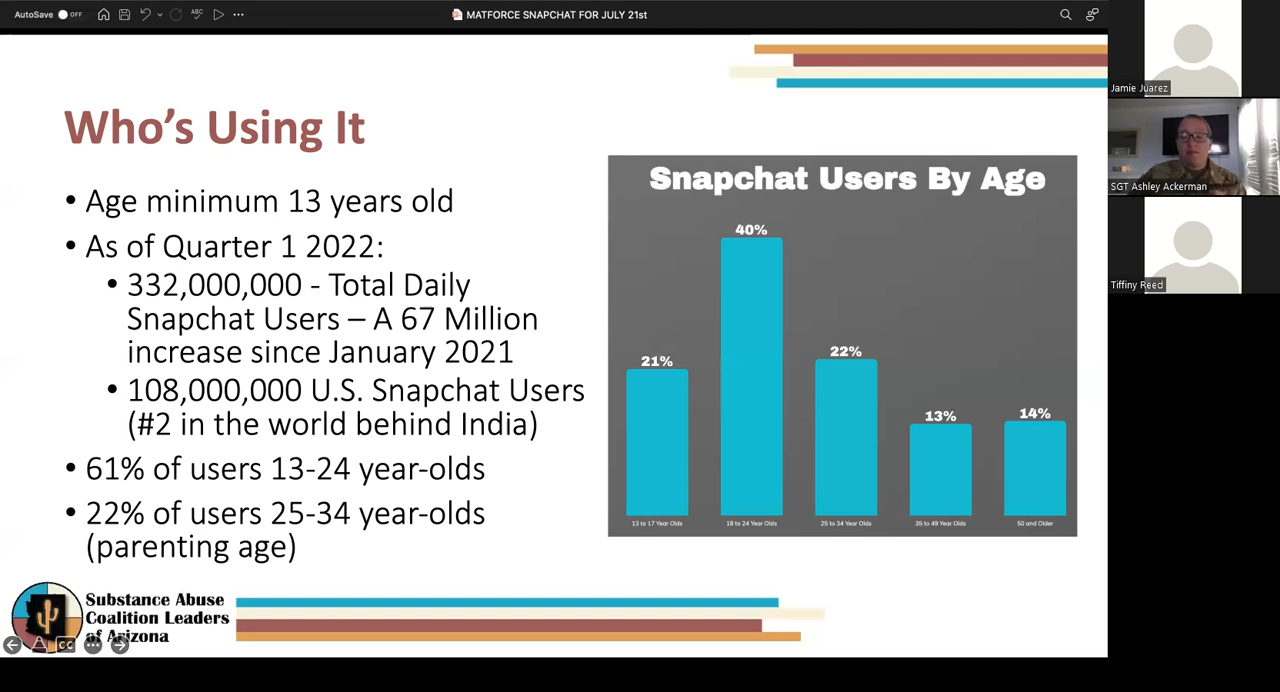 AutoSave OFF
MATFORCE SNAPCHAT FOR JULY 21st
Who's Using It
• Age minimum 13 years old
• As of Quarter 1 2022:
• 332,000,000 - Total Daily
Snapchat Users – A 67 Million
increase since January 2021
• 108,000,000 U.S. Snapchat Users
(#2 in the world behind India)
• 61% of users 13-24 year-olds
• 22% of users 25-34 year-olds
(parenting age)
Snapchat Users By Age
40%
21%
22%
13%
14%
13 to 17 Year Olds
18 to 24 Year Olds
25 to 34 Year Olds
35 to 49 Year Olds
50 and Older
Substance Abuse
Coalition Leaders
of Arizona
CC
Jamie Juarez
SGT Ashley Ackerman
Tiffiny Reed